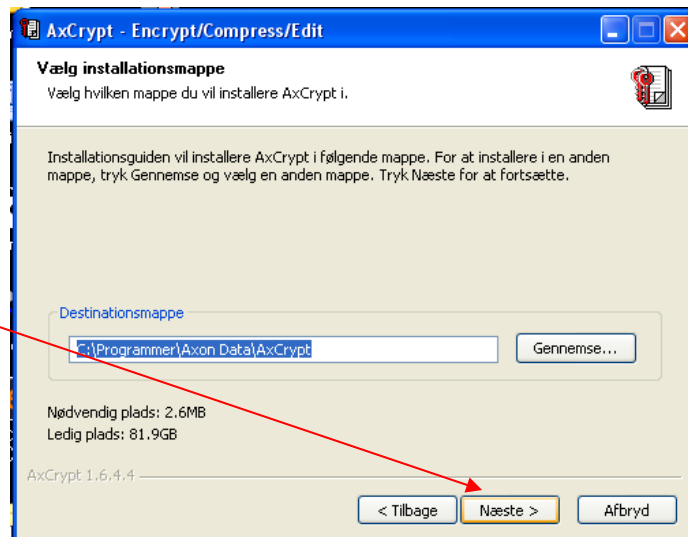 AxCrypt - Encrypt/Compress/Edit
Vælg installationsmappe
Vælg hvilken mappe du vil installere AxCrypt i.
Installationsguiden vil installere AxCrypt i følgende mappe. For at installere i en anden
mappe, tryk Gennemse og vælg en anden mappe. Tryk Næste for at fortsætte.
Destinationsmappe
C:\Programmer\Axon Data\AxCrypt
Gennemse...
Nødvendig plads: 2.6MB
Ledig plads: 81.9GB
AxCrypt 1.6.4.4
< Tilbage
Næste >
Afbryd